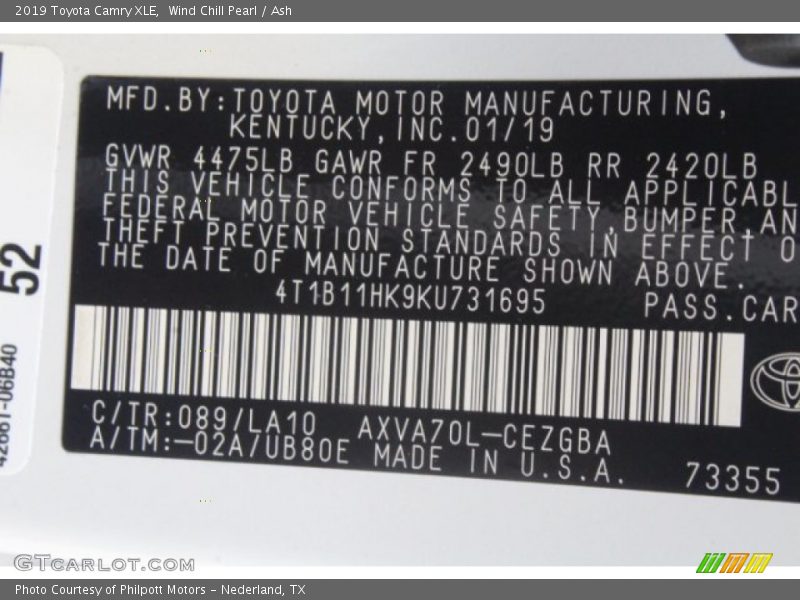 2019 Toyota Camry XLE, Wind Chill Pearl / Ash
MFD.BY:TOYOTA MOTOR MANUFACTURING,
KENTUCKY,INC.01/19
GVWR 4475LB GAWR FR 2490LB RR 2420LB
THIS VEHICLE CONFORMS TO ALL APPLICABL
FEDERAL MOTOR VEHICLE SAFETY,BUMPER,AN
THEFT PREVENTION STANDARDS IN EFFECT O
THE DATE OF MANUFACTURE SHOWN ABOVE.
4T1B11HK9KU731695 PASS.CAR
C/TR:089/LA10 AXVA70L-CEZGBA
A/TM:-02A/UB80E MADE IN U.S.A. 73355
52
42661-06B40
GTCarLot.com
Photo Courtesy of Philpott Motors - Nederland, TX